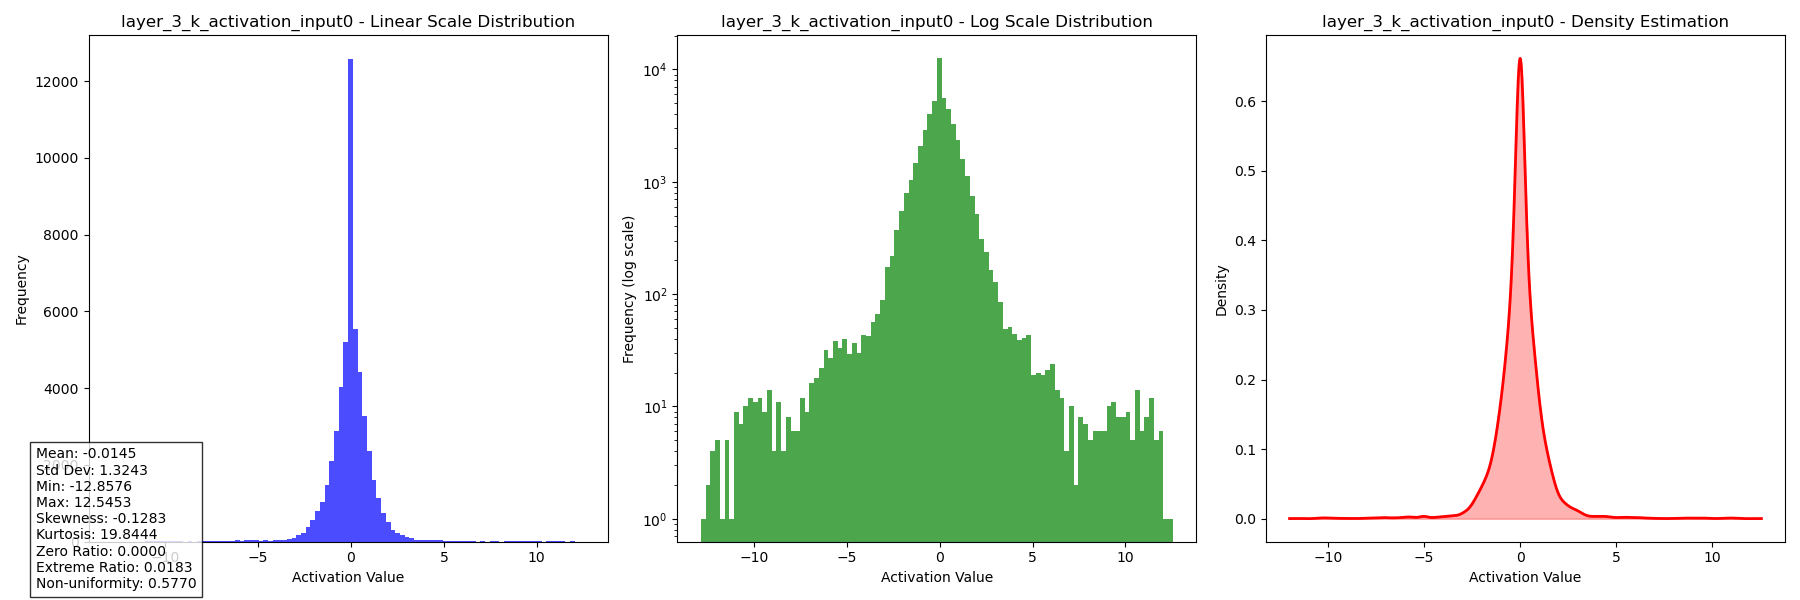 layer_3_k_activation_input0 - Linear Scale Distribution
12000
10000
8000
6000
4000
2000
0
Frequency
−10
−5
0
5
10
Activation Value
Mean: -0.0145
Std Dev: 1.3243
Min: -12.8576
Max: 12.5453
Skewness: -0.1283
Kurtosis: 19.8444
Zero Ratio: 0.0000
Extreme Ratio: 0.0183
Non-uniformity: 0.5770
layer_3_k_activation_input0 - Log Scale Distribution
10⁴
10³
10²
10¹
10⁰
Frequency (log scale)
−10
−5
0
5
10
Activation Value
layer_3_k_activation_input0 - Density Estimation
0.6
0.5
0.4
0.3
0.2
0.1
0.0
Density
−10
−5
0
5
10
Activation Value